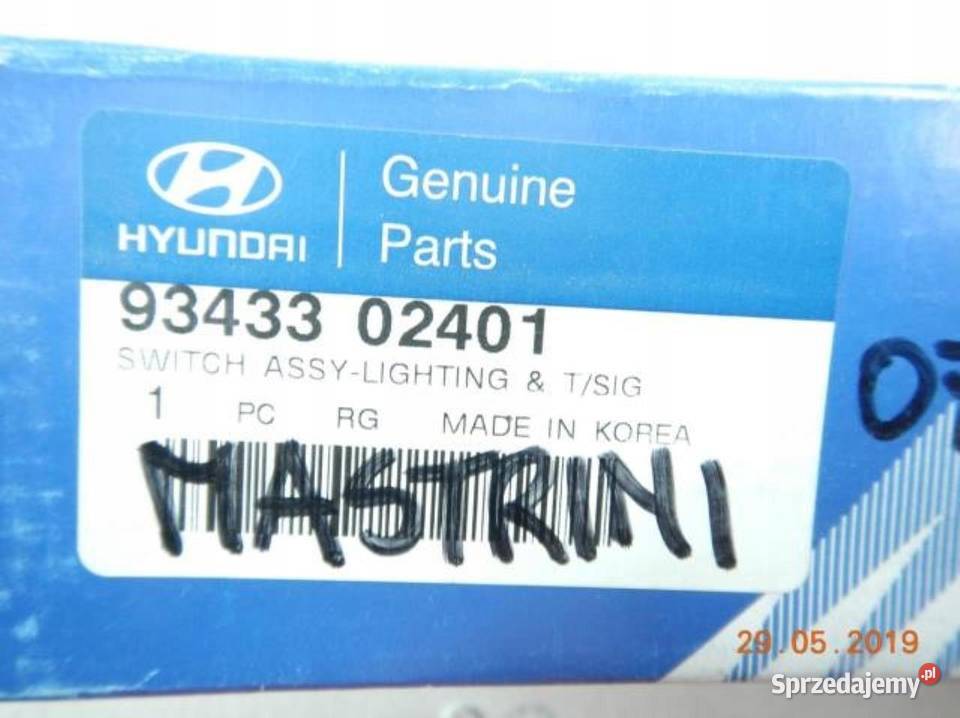 HYUNDAI
Genuine
Parts
93433 02401
SWITCH ASSY-LIGHTING & T/SIG
1 PC RG MADE IN KOREA
MASTRINI
29.05.2019
Sprzedajemy.pl